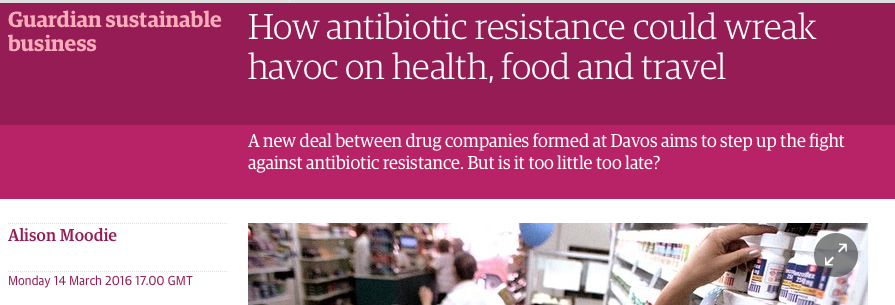 Guardian sustainable
business
How antibiotic resistance could wreak
havoc on health, food and travel
A new deal between drug companies formed at Davos aims to step up the fight
against antibiotic resistance. But is it too little too late?
Alison Moodie
Monday 14 March 2016 17.00 GMT